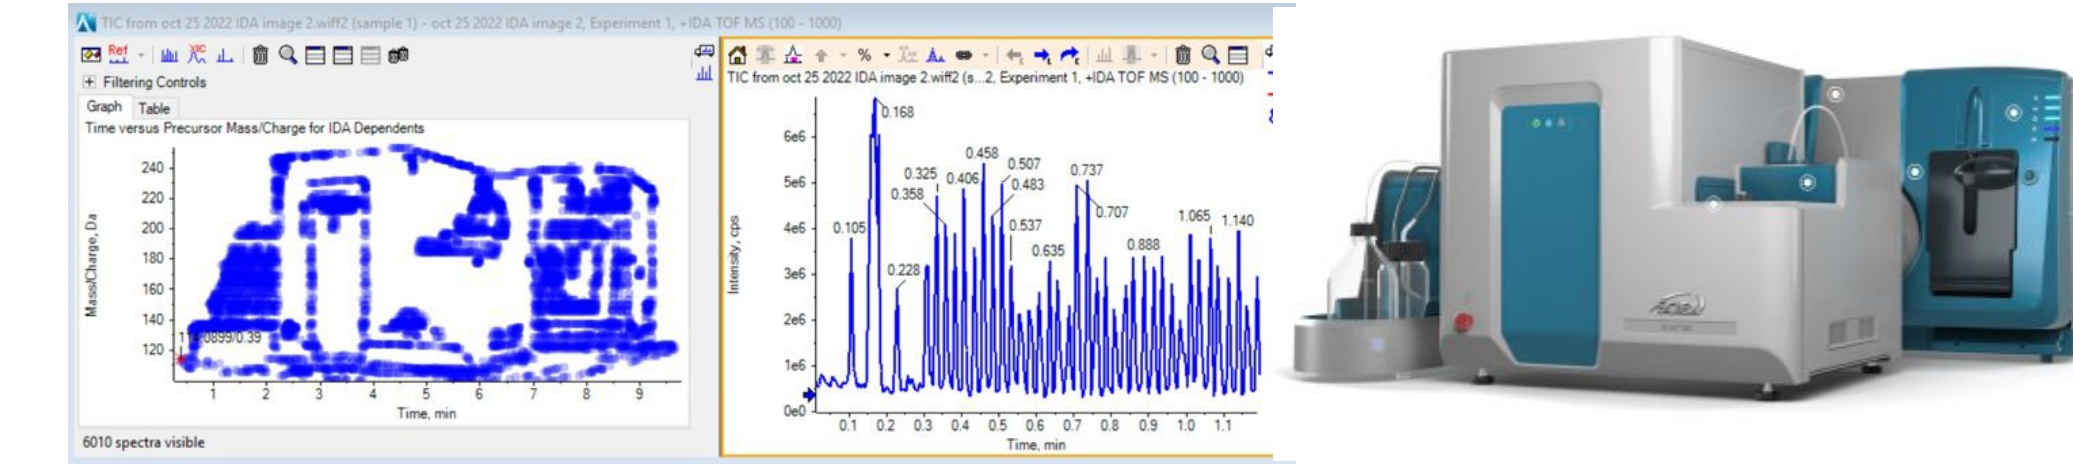 TIC from oct 25 2022 IDA image 2.wiff2 (sample 1) - oct 25 2022 IDA image 2, Experiment 1, +IDA TOF MS (100 - 1000)
Ref
XIC
Filtering Controls
Graph Table
Time versus Precursor Mass/Charge for IDA Dependents
Mass/Charge, Da
240
220
200
180
160
140
120
0899/0.39
1 2 3 4 5 6 7 8 9
Time, min
6010 spectra visible
%
TIC from oct 25 2022 IDA image 2.wiff2 (s...2, Experiment 1, +IDA TOF MS (100 - 1000)
Intensity, cps
6e6
5e6
4e6
3e6
2e6
1e6
0e0
0.168
0.458
0.507
0.325
0.406
0.483
0.358
0.737
0.707
0.105
0.537
1.065
1.140
0.635
0.888
0.228
0.1 0.2 0.3 0.4 0.5 0.6 0.7 0.8 0.9 1.0 1.1
Time, min